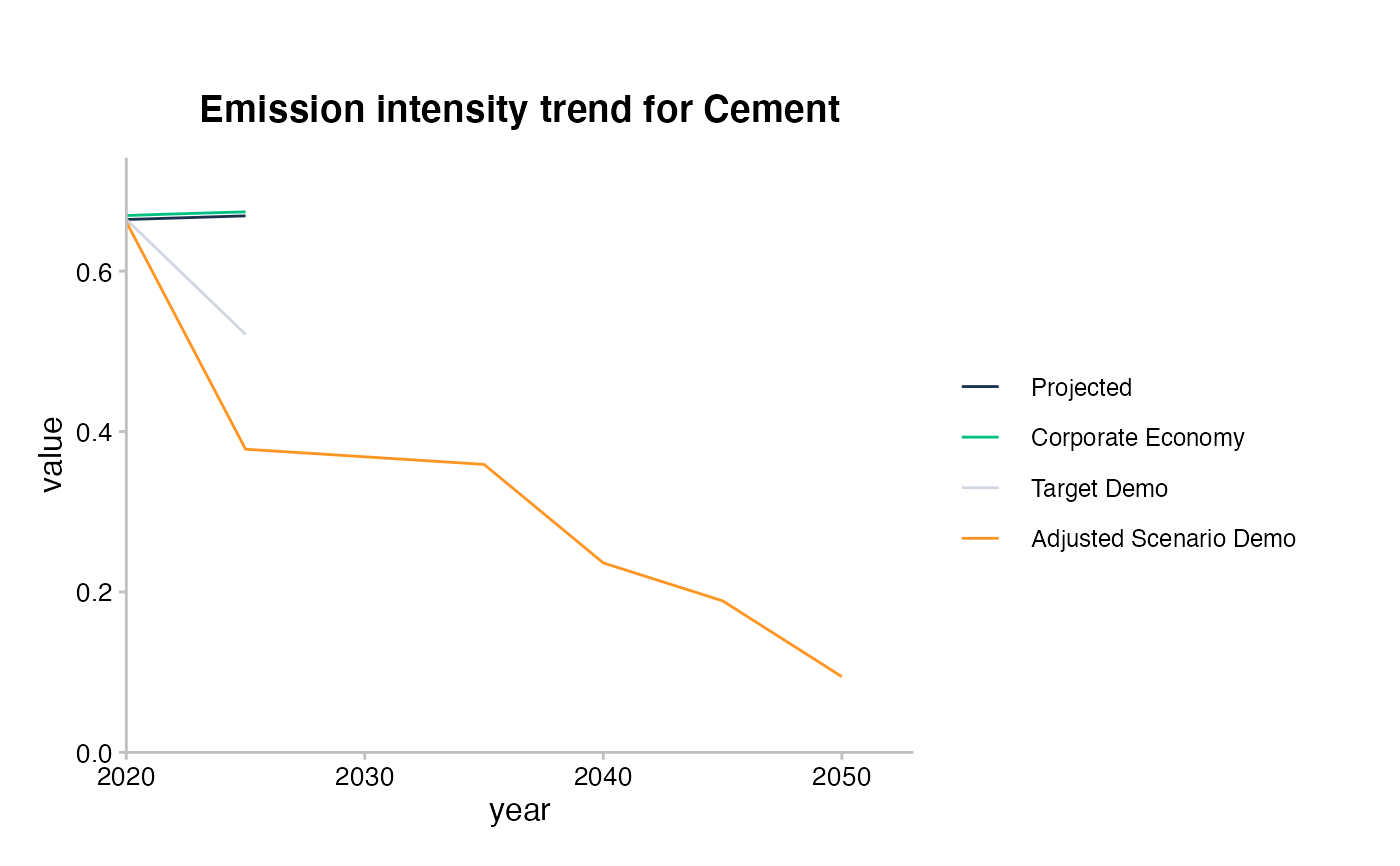 Emission intensity trend for Cement
value
0.6
0.4
0.2
0.0
2020 2030 2040 2050
year
Projected
Corporate Economy
Target Demo
Adjusted Scenario Demo